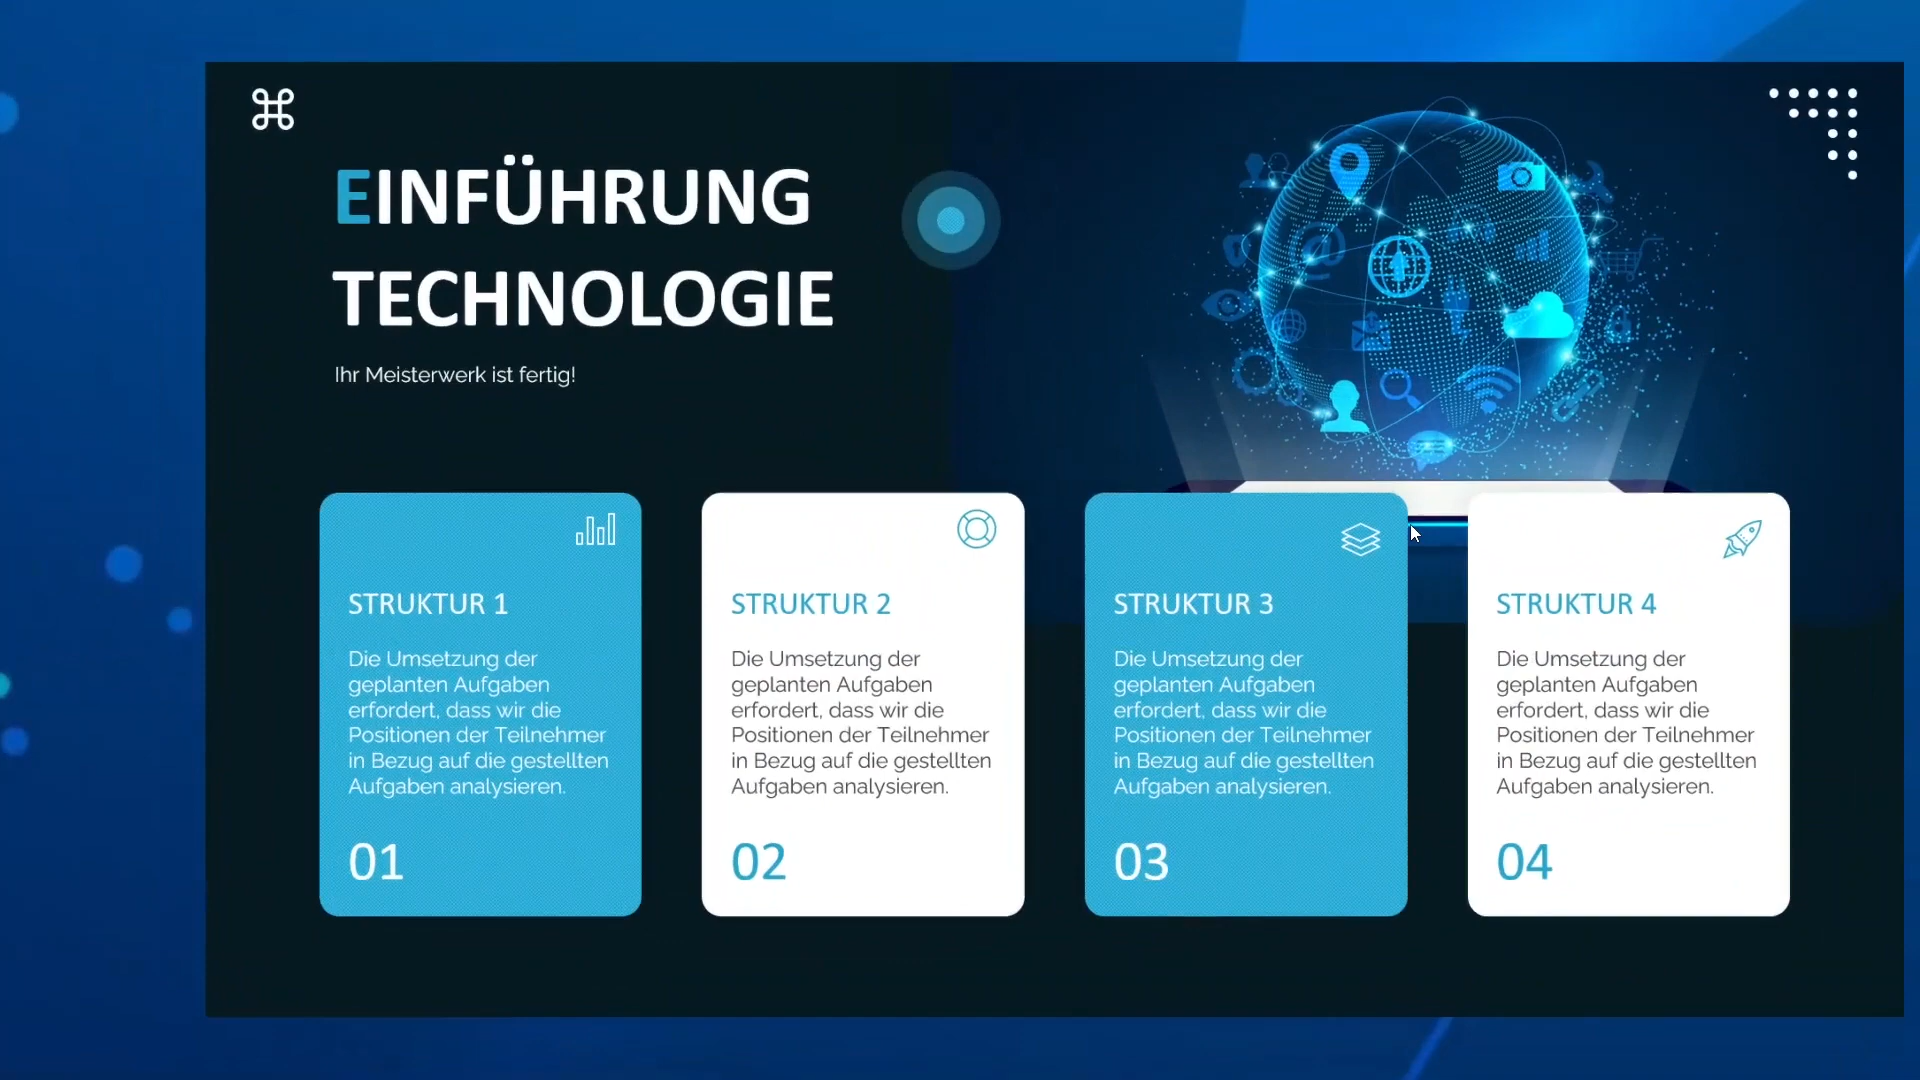 EINFÜHRUNG
TECHNOLOGIE
Ihr Meisterwerk ist fertig!
STRUKTUR 1
Die Umsetzung der
geplanten Aufgaben
erfordert, dass wir die
Positionen der Teilnehmer
in Bezug auf die gestellten
Aufgaben analysieren.
01
STRUKTUR 2
Die Umsetzung der
geplanten Aufgaben
erfordert, dass wir die
Positionen der Teilnehmer
in Bezug auf die gestellten
Aufgaben analysieren.
02
STRUKTUR 3
Die Umsetzung der
geplanten Aufgaben
erfordert, dass wir die
Positionen der Teilnehmer
in Bezug auf die gestellten
Aufgaben analysieren.
03
STRUKTUR 4
Die Umsetzung der
geplanten Aufgaben
erfordert, dass wir die
Positionen der Teilnehmer
in Bezug auf die gestellten
Aufgaben analysieren.
04